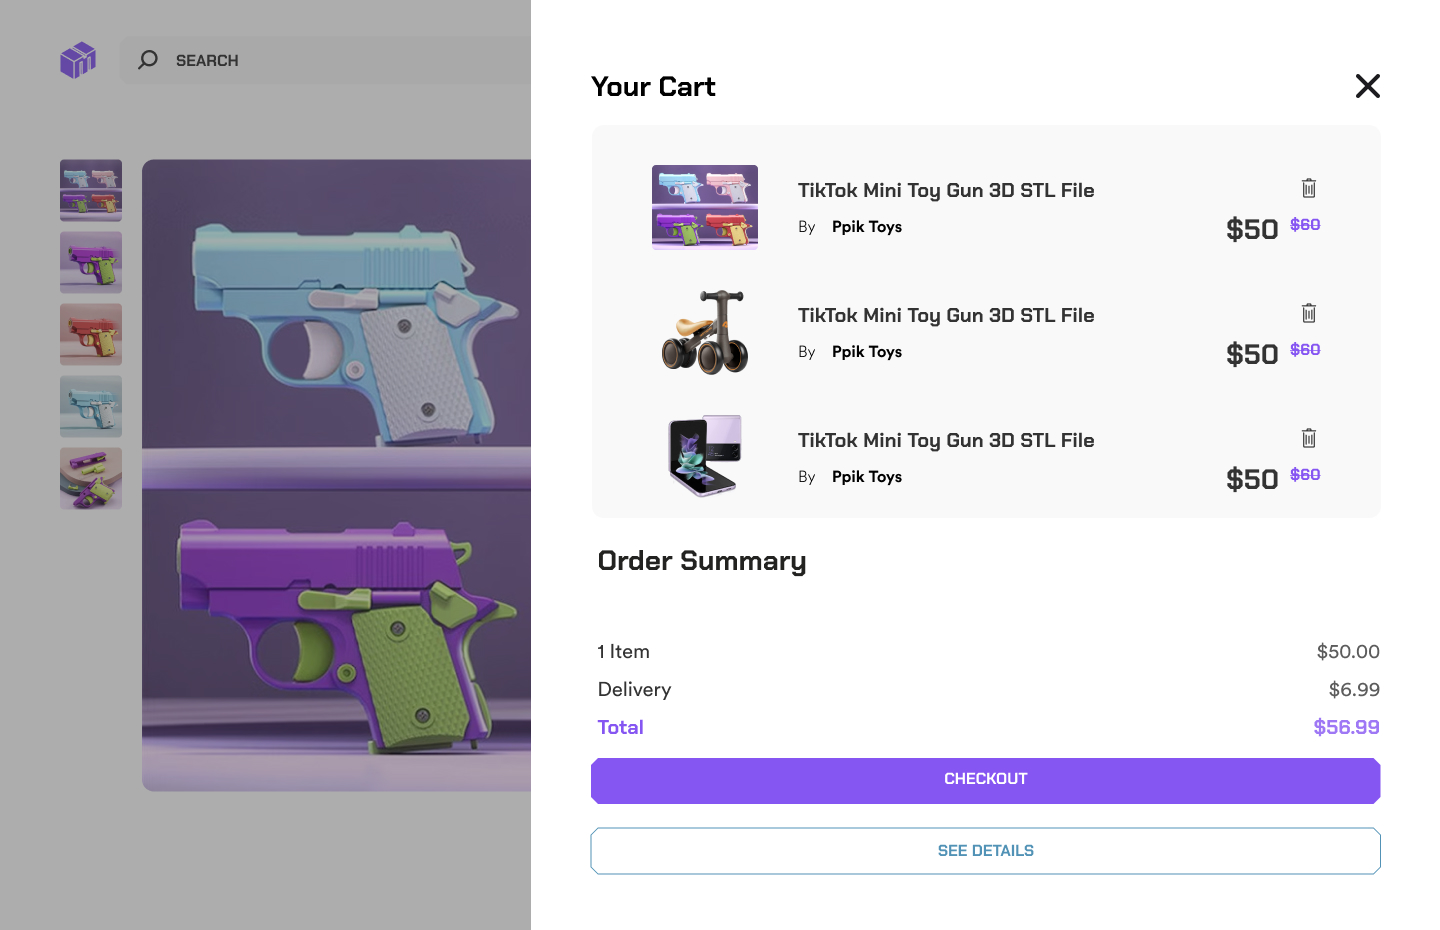 SEARCH
Your Cart
TikTok Mini Toy Gun 3D STL File
By Ppik Toys
$50 $60
TikTok Mini Toy Gun 3D STL File
By Ppik Toys
$50 $60
TikTok Mini Toy Gun 3D STL File
By Ppik Toys
$50 $60
Order Summary
1 Item $50.00
Delivery $6.99
Total $56.99
CHECKOUT
SEE DETAILS